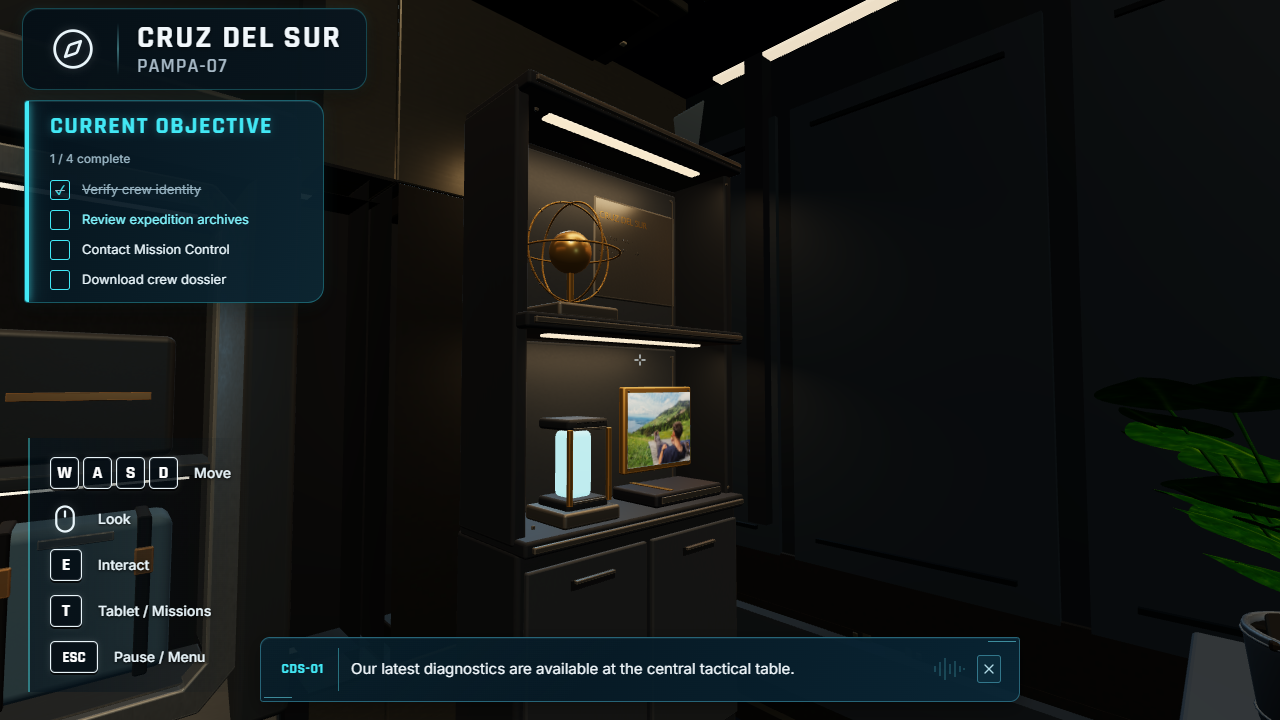 CRUZ DEL SUR
PAMPA-07
CURRENT OBJECTIVE
1 / 4 complete
Verify crew identity
Review expedition archives
Contact Mission Control
Download crew dossier
W A S D Move
Look
E Interact
T Tablet / Missions
ESC Pause / Menu
CDS-01 Our latest diagnostics are available at the central tactical table.